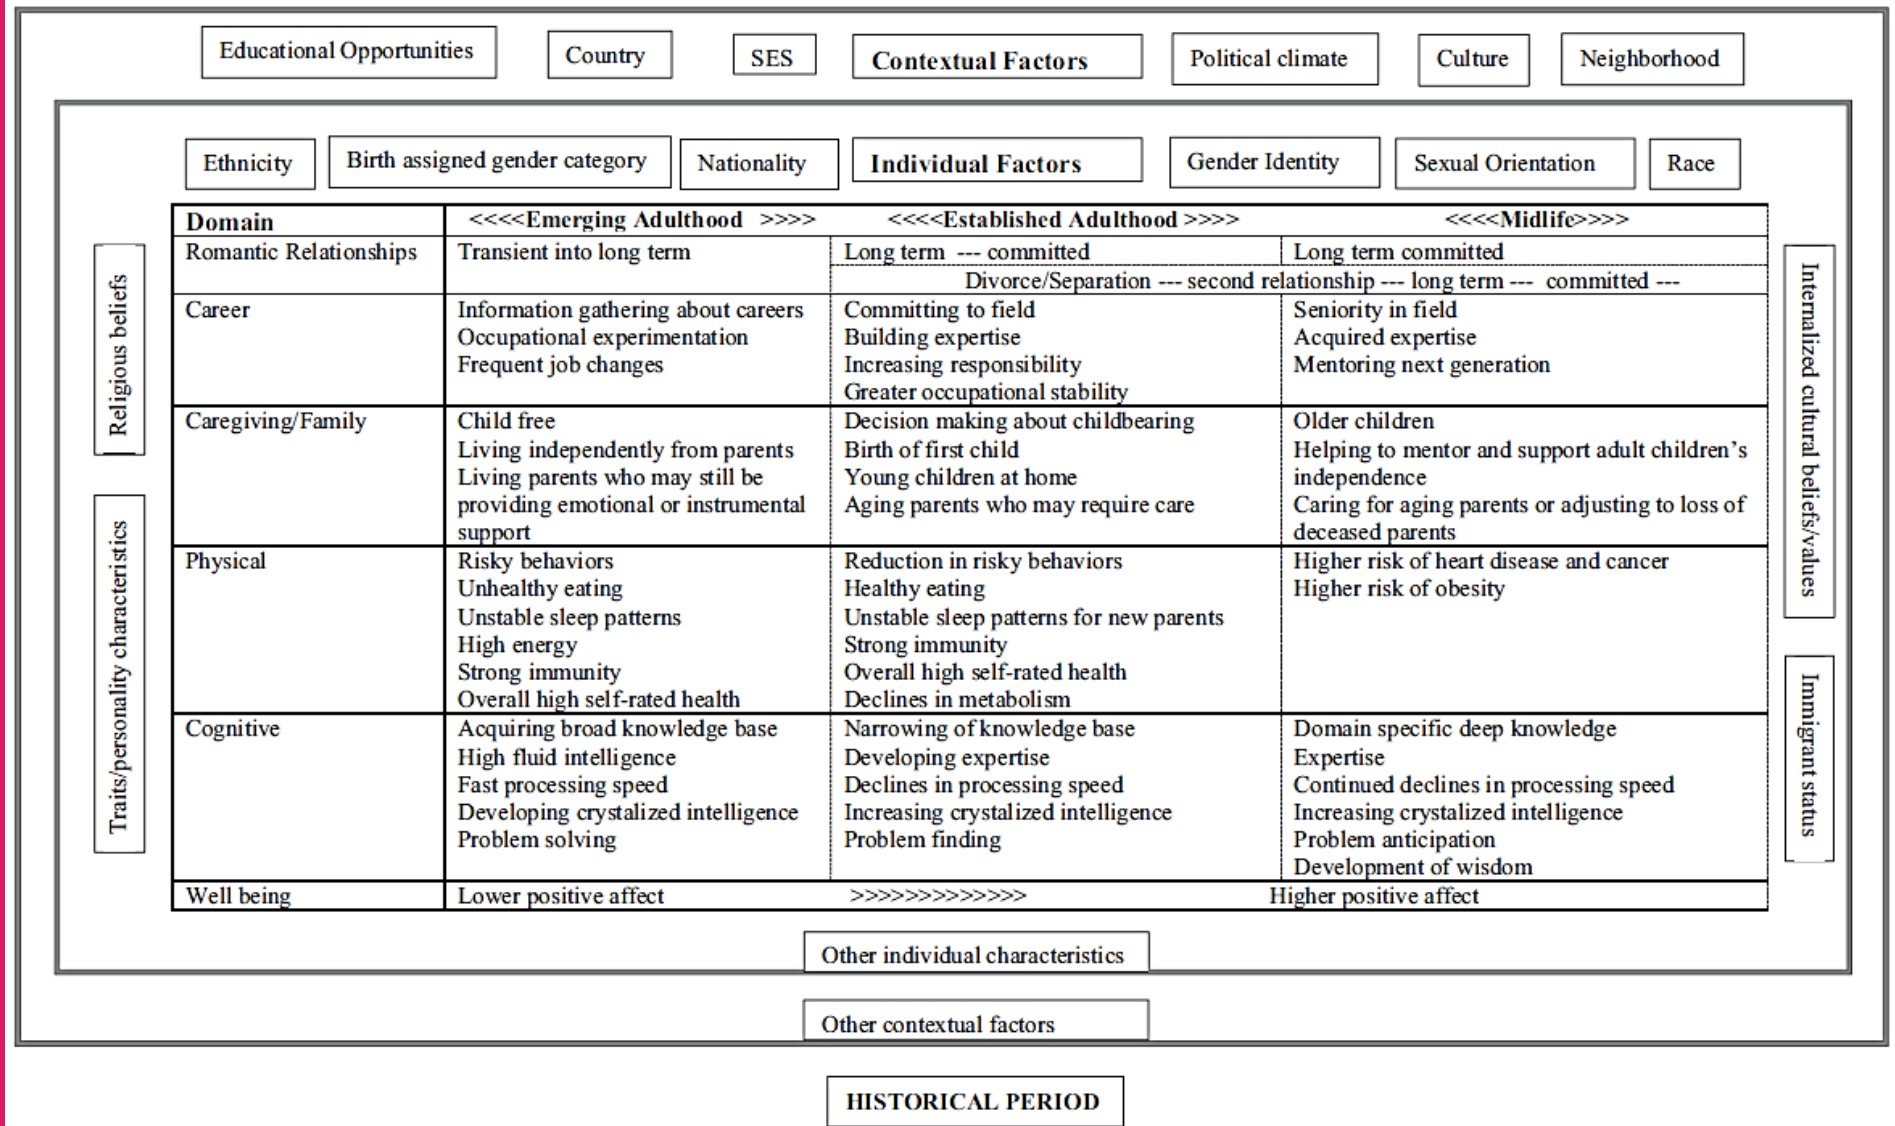 Educational Opportunities
Country
SES
Contextual Factors
Political climate
Culture
Neighborhood
Ethnicity
Birth assigned gender category
Nationality
Individual Factors
Gender Identity
Sexual Orientation
Race
Religious beliefs
Traits/personality characteristics
Domain <<<<Emerging Adulthood >>>> <<<<Established Adulthood >>>> <<<<Midlife>>>>
Romantic Relationships
Transient into long term
Long term --- committed
Long term committed
Divorce/Separation --- second relationship --- long term --- committed ---
Career
Information gathering about careers
Occupational experimentation
Frequent job changes
Committing to field
Building expertise
Increasing responsibility
Greater occupational stability
Seniority in field
Acquired expertise
Mentoring next generation
Caregiving/Family
Child free
Living independently from parents
Living parents who may still be
providing emotional or instrumental
support
Decision making about childbearing
Birth of first child
Young children at home
Aging parents who may require care
Older children
Helping to mentor and support adult children's
independence
Caring for aging parents or adjusting to loss of
deceased parents
Physical
Risky behaviors
Unhealthy eating
Unstable sleep patterns
High energy
Strong immunity
Overall high self-rated health
Reduction in risky behaviors
Healthy eating
Unstable sleep patterns for new parents
Strong immunity
Overall high self-rated health
Declines in metabolism
Higher risk of heart disease and cancer
Higher risk of obesity
Cognitive
Acquiring broad knowledge base
High fluid intelligence
Fast processing speed
Developing crystalized intelligence
Problem solving
Narrowing of knowledge base
Developing expertise
Declines in processing speed
Increasing crystalized intelligence
Problem finding
Domain specific deep knowledge
Expertise
Continued declines in processing speed
Increasing crystalized intelligence
Problem anticipation
Development of wisdom
Well being
Lower positive affect >>>>>>>>>>>>> Higher positive affect
Internalized cultural beliefs/values
Immigrant status
Other individual characteristics
Other contextual factors
HISTORICAL PERIOD